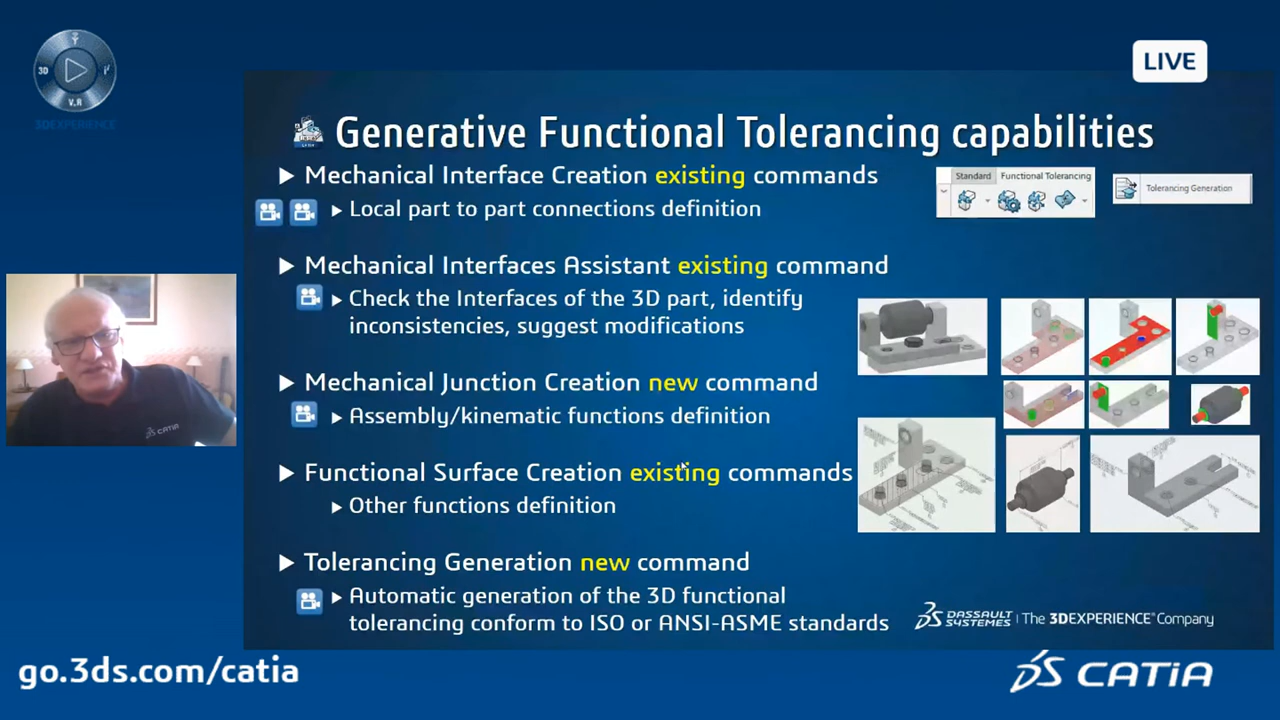 LIVE
3D
V,R
3DEXPERIENCE
Generative Functional Tolerancing capabilities
Mechanical Interface Creation existing commands
Local part to part connections definition
Standard Functional Tolerancing
Tolerancing Generation
Mechanical Interfaces Assistant existing command
Check the Interfaces of the 3D part, identify
inconsistencies, suggest modifications
Mechanical Junction Creation new command
Assembly/kinematic functions definition
Functional Surface Creation existing commands
Other functions definition
Tolerancing Generation new command
Automatic generation of the 3D functional
tolerancing conform to ISO or ANSI-ASME standards
CATIA
DASSAULT
SYSTEMES | The 3DEXPERIENCE® Company
go.3ds.com/catia
CATIA